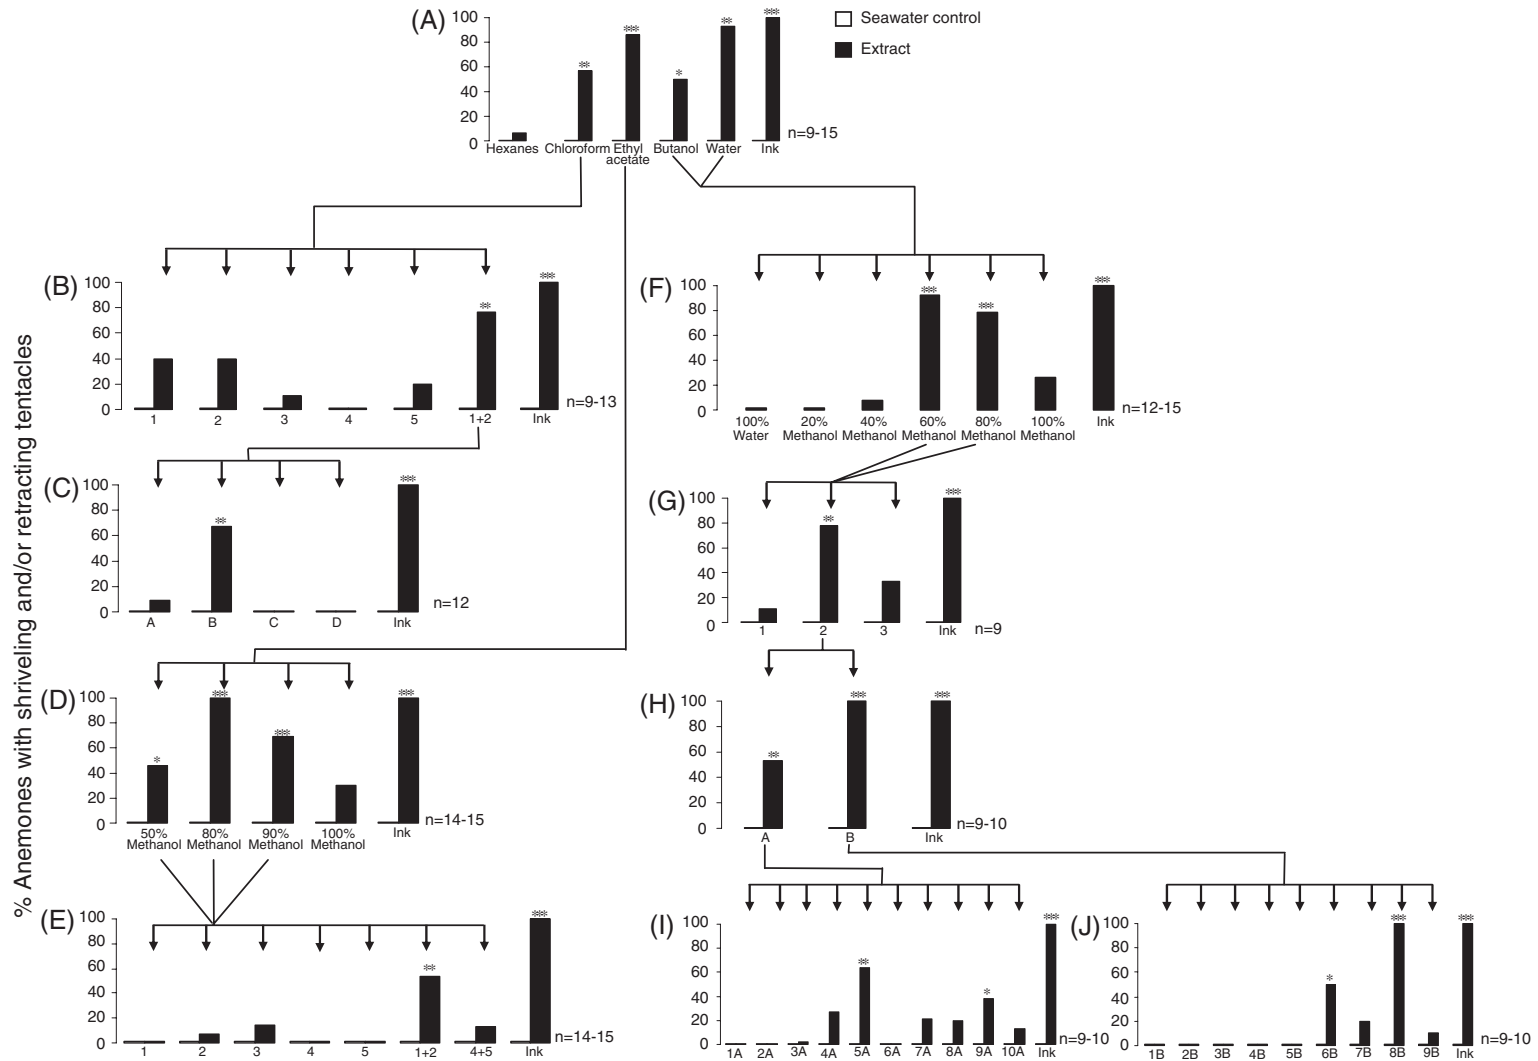 % Anemones with shriveling and/or retracting tentacles
Seawater control
Extract
(A)
100
80
60
40
20
0
** *** * ** ***
Hexanes Chloroform Ethyl acetate Butanol Water Ink
n=9-15
(B)
100
80
60
40
20
0
** ***
1 2 3 4 5 1+2 Ink
n=9-13
(C)
100
80
60
40
20
0
** ***
A B C D Ink
n=12
(D)
100
80
60
40
20
0
* *** *** ***
50% Methanol 80% Methanol 90% Methanol 100% Methanol Ink
n=14-15
(E)
100
80
60
40
20
0
** ***
1 2 3 4 5 1+2 4+5 Ink
n=14-15
(F)
100
80
60
40
20
0
*** *** ***
100% Water 20% Methanol 40% Methanol 60% Methanol 80% Methanol 100% Methanol Ink
n=12-15
(G)
100
80
60
40
20
0
** ***
1 2 3 Ink
n=9
(H)
100
80
60
40
20
0
** *** ***
A B Ink
n=9-10
(I)
100
80
60
40
20
0
** * ***
1A 2A 3A 4A 5A 6A 7A 8A 9A 10A Ink
n=9-10
(J)
100
80
60
40
20
0
* *** ***
1B 2B 3B 4B 5B 6B 7B 8B 9B Ink
n=9-10